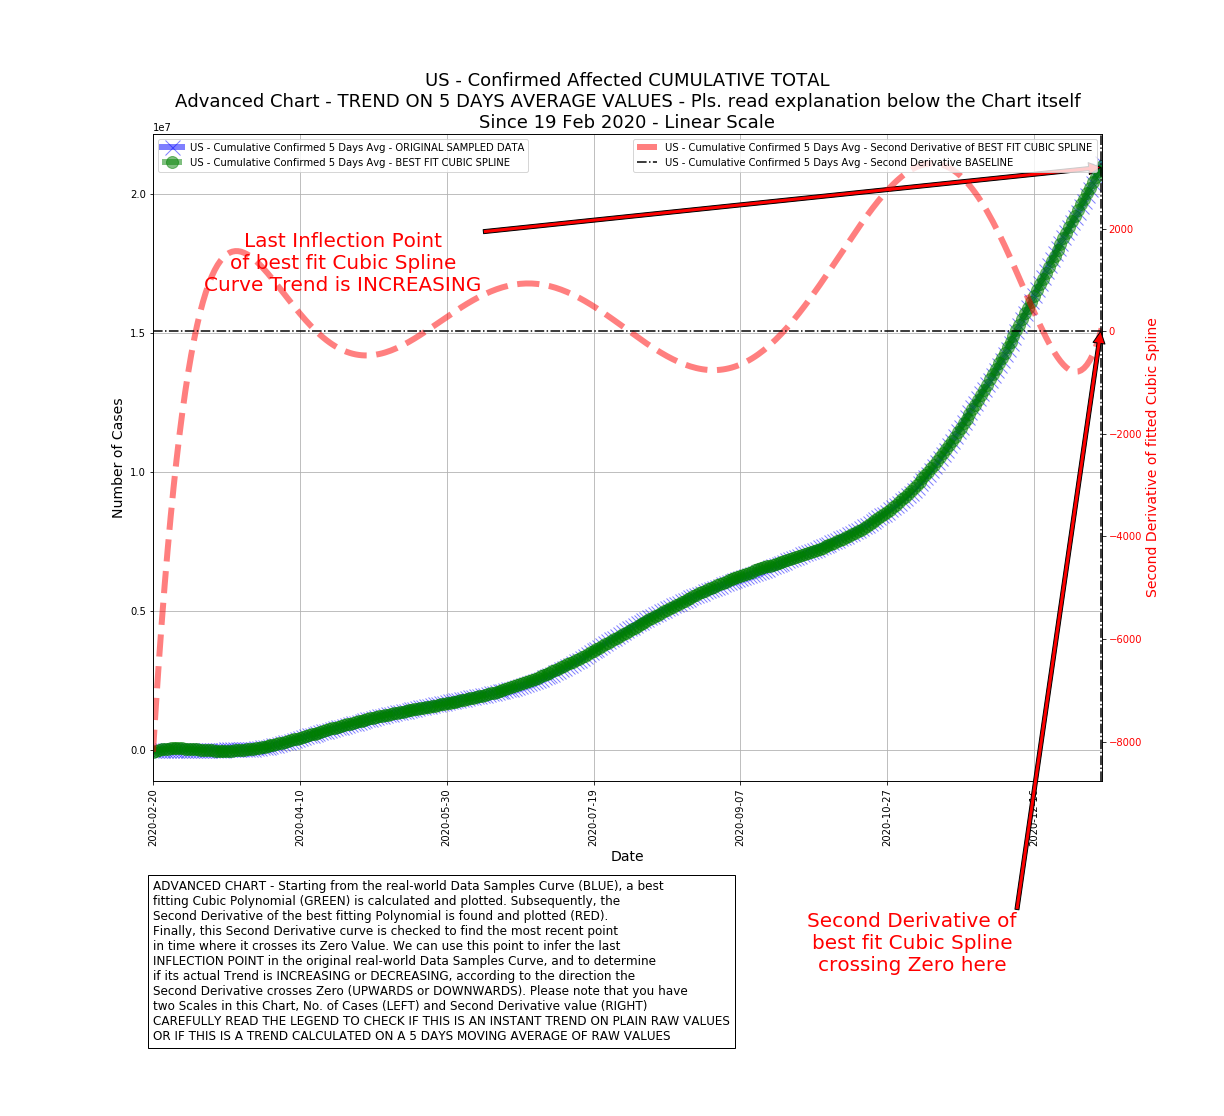 US - Confirmed Affected CUMULATIVE TOTAL
Advanced Chart - TREND ON 5 DAYS AVERAGE VALUES - Pls. read explanation below the Chart itself
Since 19 Feb 2020 - Linear Scale
1e7
US - Cumulative Confirmed 5 Days Avg - ORIGINAL SAMPLED DATA
US - Cumulative Confirmed 5 Days Avg - BEST FIT CUBIC SPLINE
US - Cumulative Confirmed 5 Days Avg - Second Derivative of BEST FIT CUBIC SPLINE
US - Cumulative Confirmed 5 Days Avg - Second Derivative BASELINE
Last Inflection Point
of best fit Cubic Spline
Curve Trend is INCREASING
2.0
1.5
1.0
0.5
0.0
Number of Cases
2000
0
−2000
−4000
−6000
−8000
Second Derivative of fitted Cubic Spline
2020-02-20
2020-04-10
2020-05-30
2020-07-19
2020-09-07
2020-10-27
2020-12-16
Date
Second Derivative of
best fit Cubic Spline
crossing Zero here
ADVANCED CHART - Starting from the real-world Data Samples Curve (BLUE), a best
fitting Cubic Polynomial (GREEN) is calculated and plotted. Subsequently, the
Second Derivative of the best fitting Polynomial is found and plotted (RED).
Finally, this Second Derivative curve is checked to find the most recent point
in time where it crosses its Zero Value. We can use this point to infer the last
INFLECTION POINT in the original real-world Data Samples Curve, and to determine
if its actual Trend is INCREASING or DECREASING, according to the direction the
Second Derivative crosses Zero (UPWARDS or DOWNWARDS). Please note that you have
two Scales in this Chart, No. of Cases (LEFT) and Second Derivative value (RIGHT)
CAREFULLY READ THE LEGEND TO CHECK IF THIS IS AN INSTANT TREND ON PLAIN RAW VALUES
OR IF THIS IS A TREND CALCULATED ON A 5 DAYS MOVING AVERAGE OF RAW VALUES